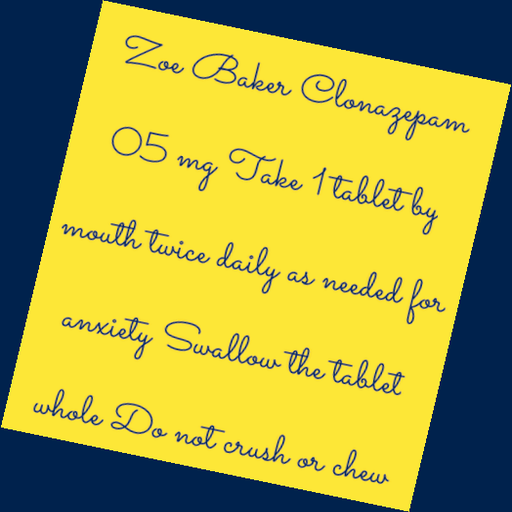 Zoe Baker Clonazepam
05 mg Take 1 tablet by
mouth twice daily as needed for
anxiety Swallow the tablet
whole Do not crush or chew